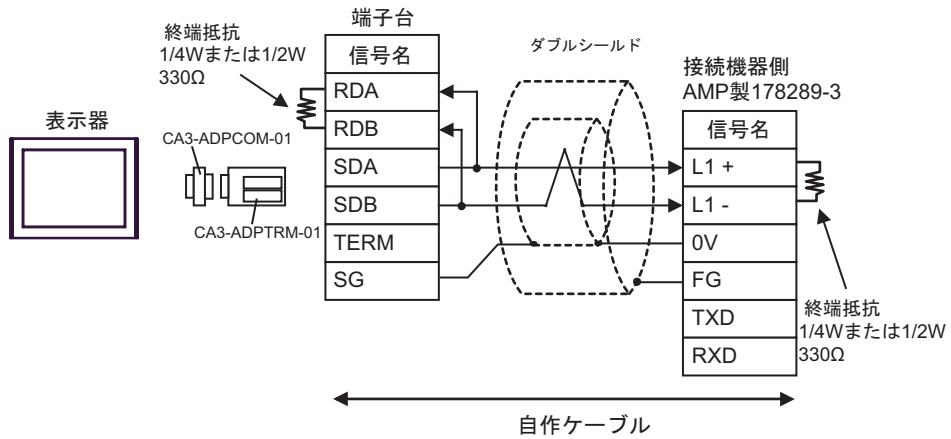 表示器
終端抵抗
1/4Wまたは1/2W
330Ω
CA3-ADPCOM-01
CA3-ADPTRM-01
端子台
信号名
RDA
RDB
SDA
SDB
TERM
SG
ダブルシールド
接続機器側
AMP製178289-3
信号名
L1 +
L1 -
0V
FG
TXD
RXD
終端抵抗
1/4Wまたは1/2W
330Ω
自作ケーブル